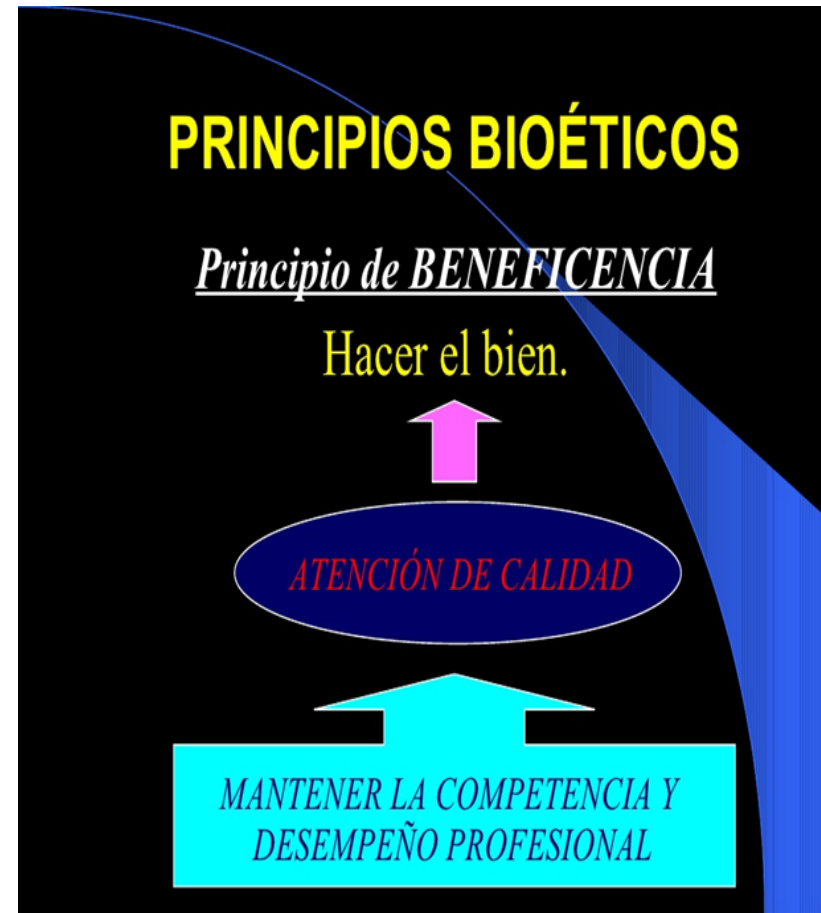 PRINCIPIOS BIOÉTICOS
Principio de BENEFICENCIA
Hacer el bien.
ATENCIÓN DE CALIDAD
MANTENER LA COMPETENCIA Y
DESEMPEÑO PROFESIONAL